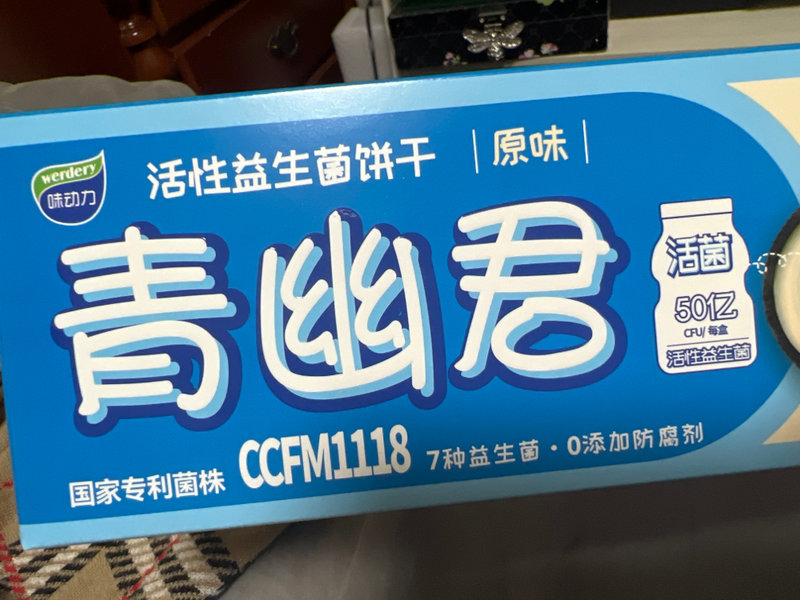 werdery
味动力
活性益生菌饼干 | 原味 |
青幽君
活菌
50亿
CFU/每盒
活性益生菌
国家专利菌株 CCFM1118 7种益生菌·0添加防腐剂